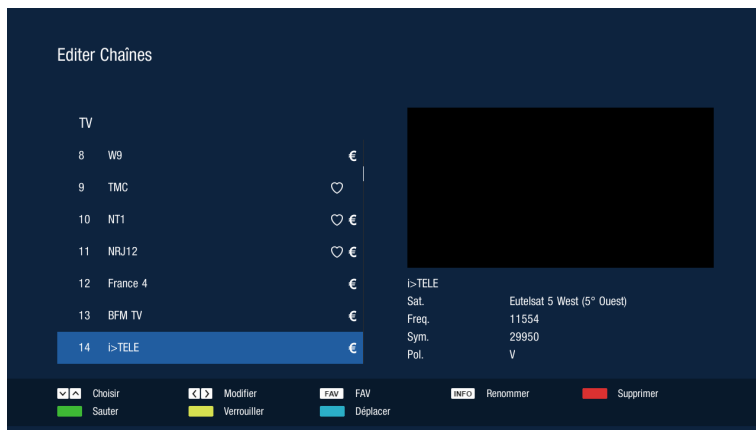 Editer Chaînes
TV
8 W9 €
9 TMC
10 NT1 €
11 NRJ12 €
12 France 4 €
13 BFM TV €
14 i>TELE €
i>TELE
Sat. Eutelsat 5 West (5° Ouest)
Freq. 11554
Sym. 29950
Pol. V
Choisir Modifier FAV FAV INFO Renommer Supprimer
Sauter Verrouiller Déplacer